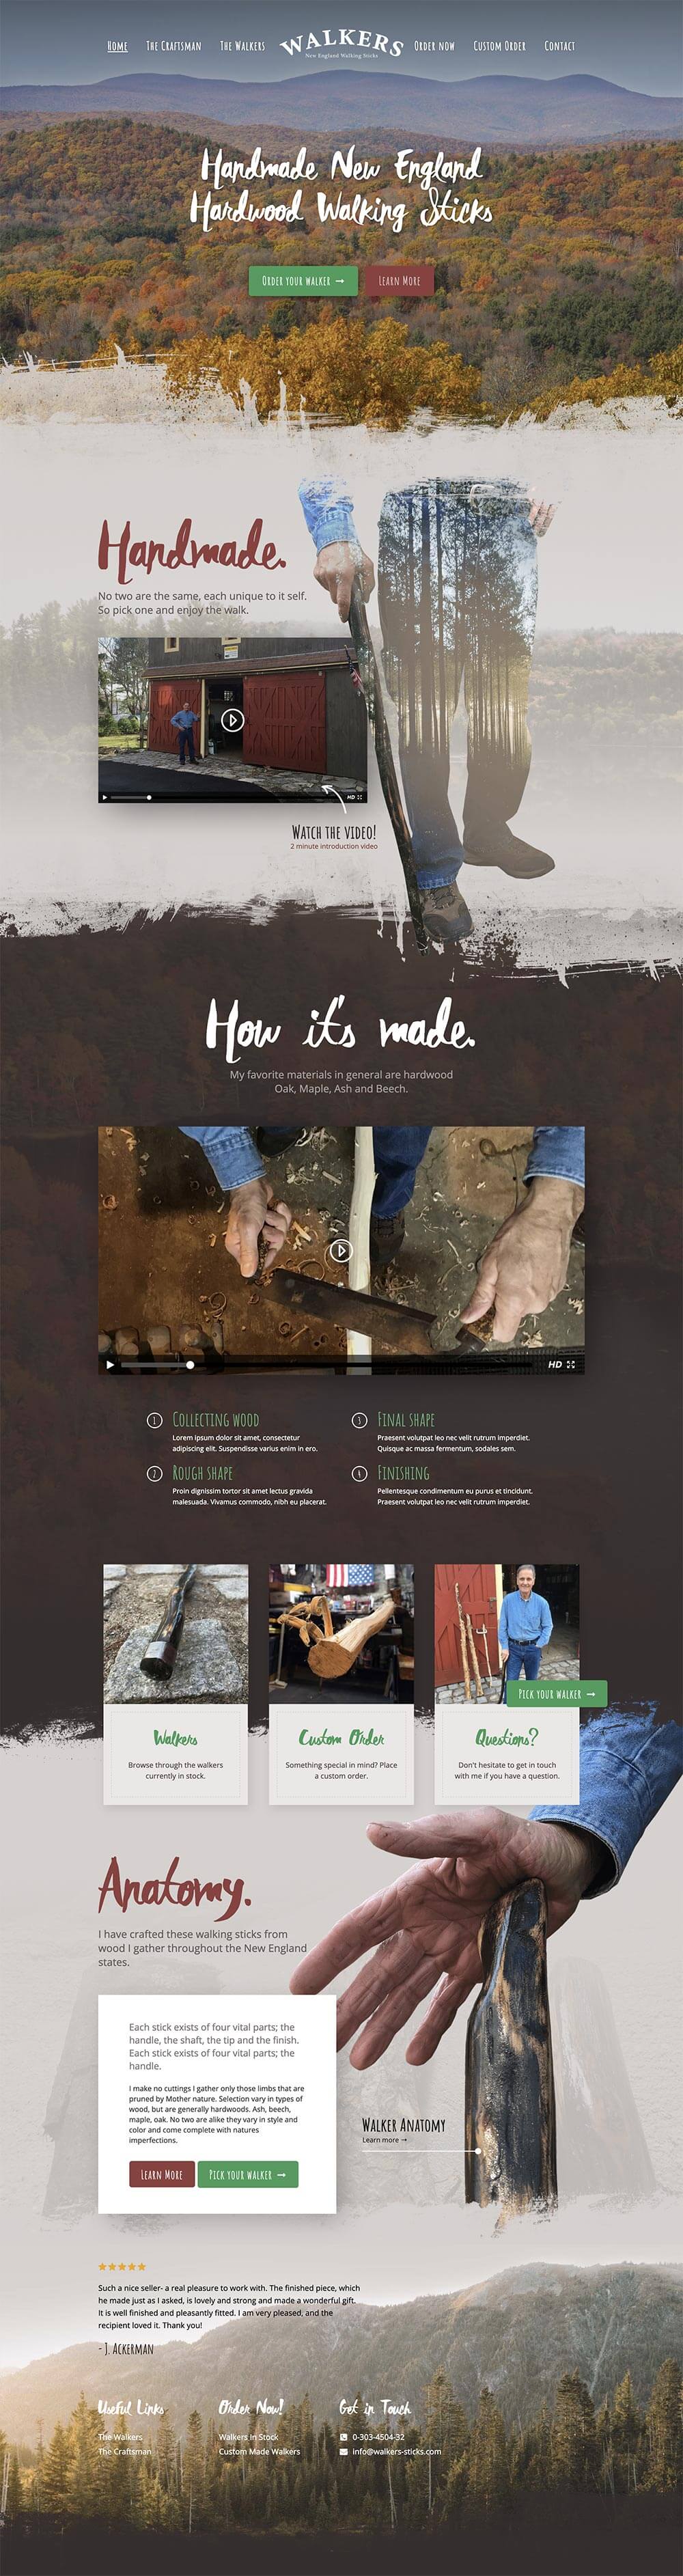 Home The Craftsman The Walkers WALKERS Order now Custom Order Contact
New England Walking Sticks
Handmade New England
Hardwood Walking Sticks
Order your walker → Learn More
Handmade.
No two are the same, each unique to it self.
So pick one and enjoy the walk.
HD
Watch the video!
2 minute introduction video
How it's made.
My favorite materials in general are hardwood
Oak, Maple, Ash and Beech.
HD
1 Collecting wood
Lorem ipsum dolor sit amet, consectetur
adipiscing elit. Suspendisse varius enim in ero.
2 Rough shape
Proin dignissim tortor sit amet lectus gravida
malesuada. Vivamus commodo, nibh eu placerat.
3 Final shape
Praesent volutpat leo nec velit rutrum imperdiet.
Quisque ac massa fermentum, sodales sem.
4 Finishing
Pellentesque condimentum eu purus et tincidunt.
Praesent volutpat leo nec velit rutrum imperdiet.
Walkers
Browse through the walkers
currently in stock.
Custom Order
Something special in mind? Place
a custom order.
Pick your walker →
Questions?
Don't hesitate to get in touch
with me if you have a question.
Anatomy.
I have crafted these walking sticks from
wood I gather throughout the New England
states.
Each stick exists of four vital parts; the
handle, the shaft, the tip and the finish.
Each stick exists of four vital parts; the
handle.
I make no cuttings I gather only those limbs that are
pruned by Mother nature. Selection vary in types of
wood, but are generally hardwoods. Ash, beech,
maple, oak. No two are alike they vary in style and
color and come complete with natures
imperfections.
Learn More Pick your walker →
Walker Anatomy
Learn more →
Such a nice seller- a real pleasure to work with. The finished piece, which
he made just as I asked, is lovely and strong and made a wonderful gift.
It is well finished and pleasantly fitted. I am very pleased, and the
recipient loved it. Thank you!
- J. Ackerman
Useful Links
The Walkers
The Craftsman
Order Now!
Walkers In Stock
Custom Made Walkers
Get in Touch
0-303-4504-32
info@walkers-sticks.com